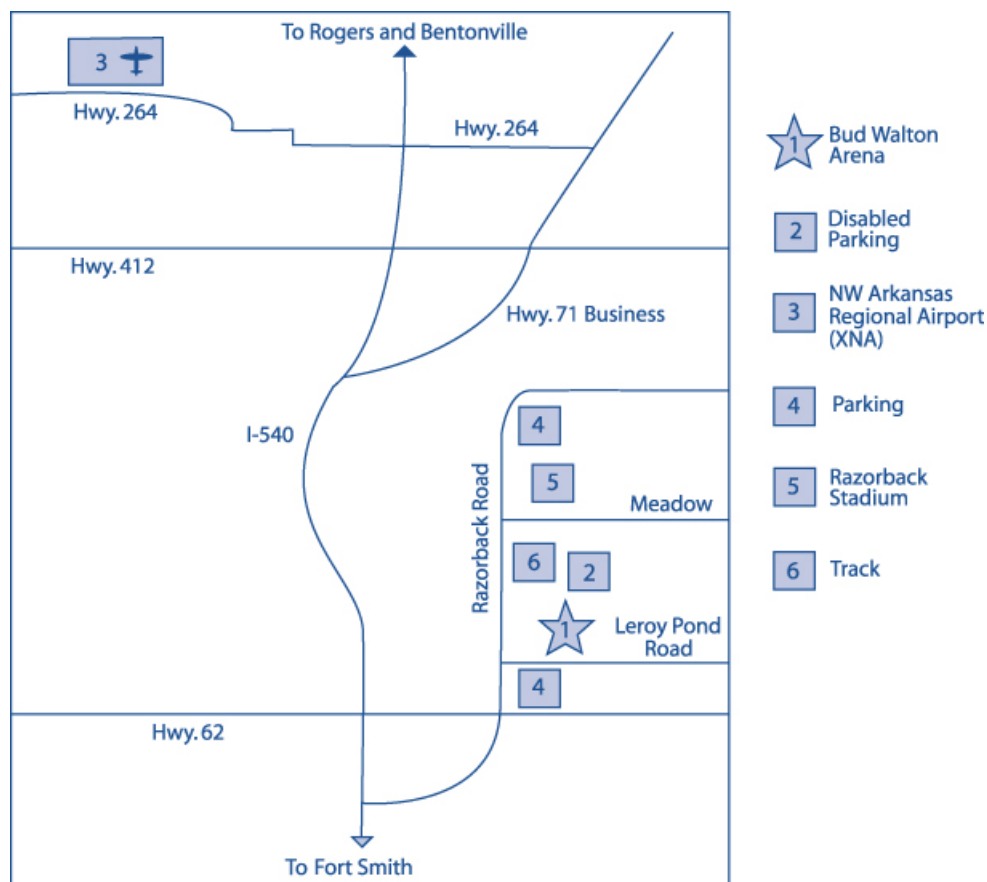 To Rogers and Bentonville
3
Hwy. 264
Hwy. 264
Hwy. 412
Hwy. 71 Business
I-540
Razorback Road
4
5
Meadow
6
2
1
Leroy Pond
Road
4
Hwy. 62
To Fort Smith
1
Bud Walton
Arena
2
Disabled
Parking
3
NW Arkansas
Regional Airport
(XNA)
4
Parking
5
Razorback
Stadium
6
Track